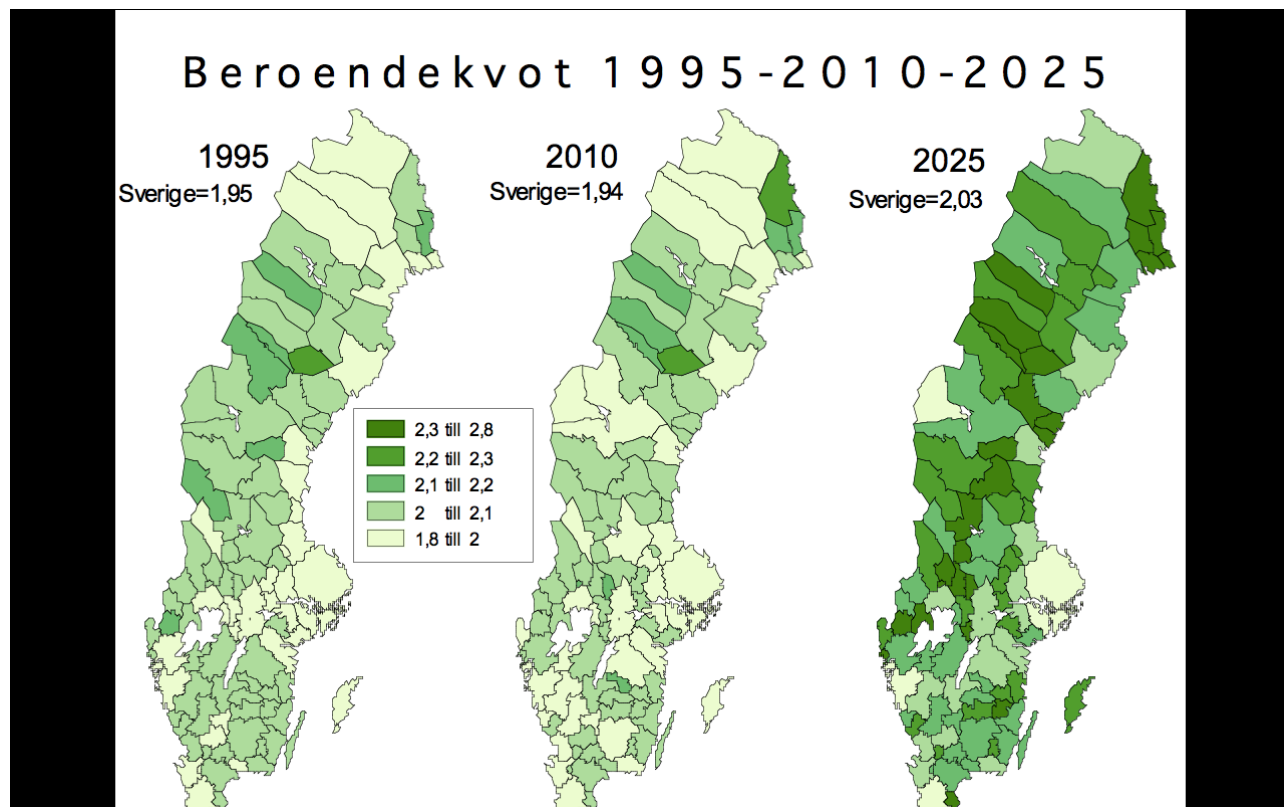 Beroendekvot 1995-2010-2025
1995
Sverige=1,95
2010
Sverige=1,94
2025
Sverige=2,03
2,3 till 2,8
2,2 till 2,3
2,1 till 2,2
2 till 2,1
1,8 till 2